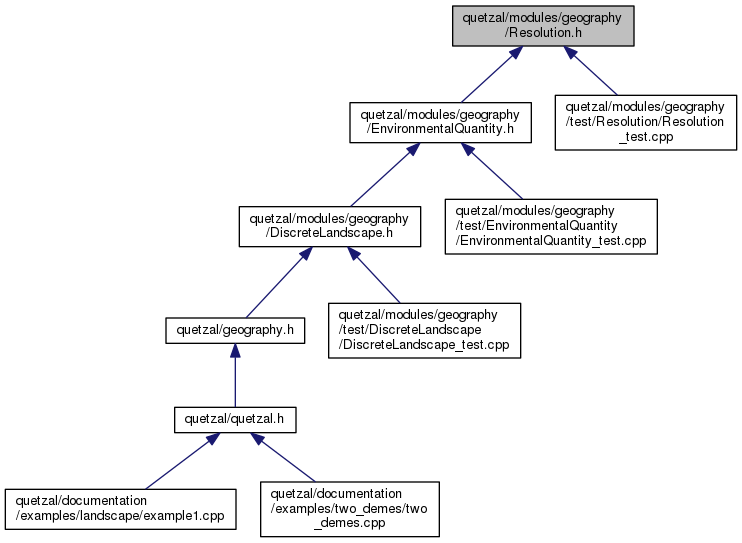 quetzal/modules/geography
/Resolution.h
quetzal/modules/geography
/EnvironmentalQuantity.h
quetzal/modules/geography
/test/Resolution/Resolution
_test.cpp
quetzal/modules/geography
/DiscreteLandscape.h
quetzal/modules/geography
/test/EnvironmentalQuantity
/EnvironmentalQuantity_test.cpp
quetzal/geography.h
quetzal/modules/geography
/test/DiscreteLandscape
/DiscreteLandscape_test.cpp
quetzal/quetzal.h
quetzal/documentation
/examples/landscape/example1.cpp
quetzal/documentation
/examples/two_demes/two
_demes.cpp